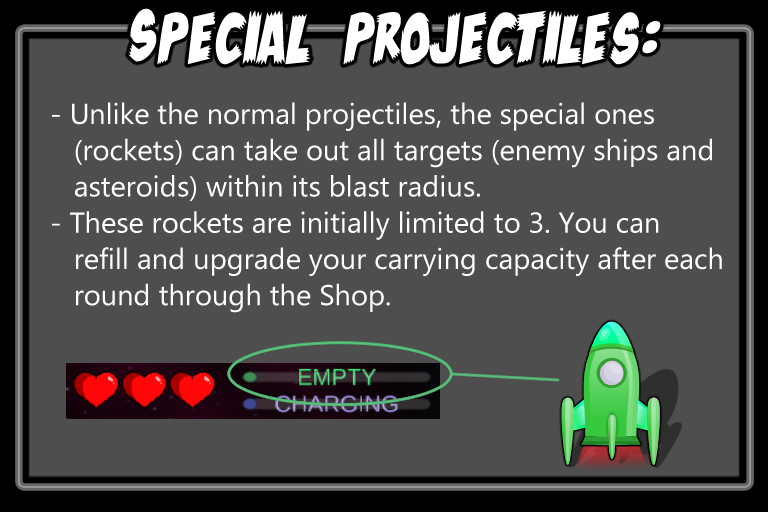 SPECIAL PROJECTILES:
- Unlike the normal projectiles, the special ones
(rockets) can take out all targets (enemy ships and
asteroids) within its blast radius.
- These rockets are initially limited to 3. You can
refill and upgrade your carrying capacity after each
round through the Shop.
EMPTY
CHARGING